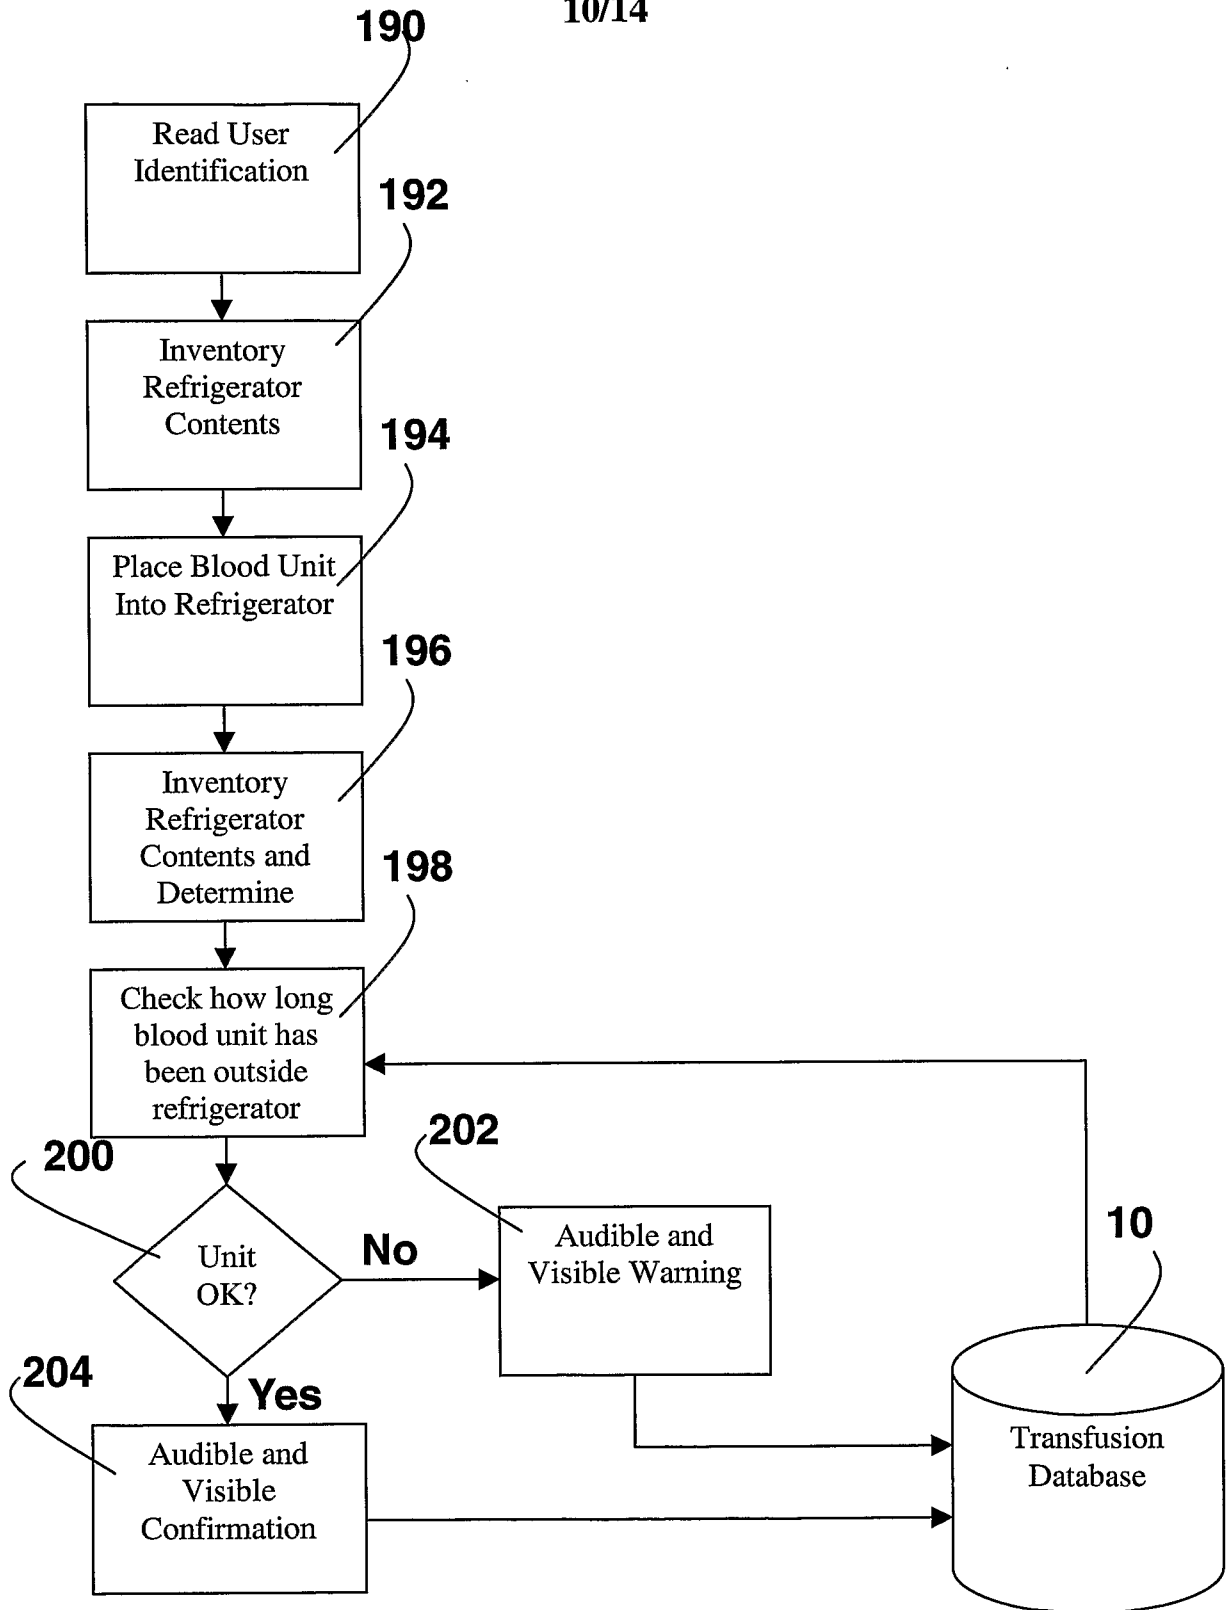 10/14
190
Read User
Identification
192
Inventory
Refrigerator
Contents
194
Place Blood Unit
Into Refrigerator
196
Inventory
Refrigerator
Contents and
Determine
198
Check how long
blood unit has
been outside
refrigerator
200
Unit
OK?
No
202
Audible and
Visible Warning
10
Transfusion
Database
Yes
204
Audible and
Visible
Confirmation